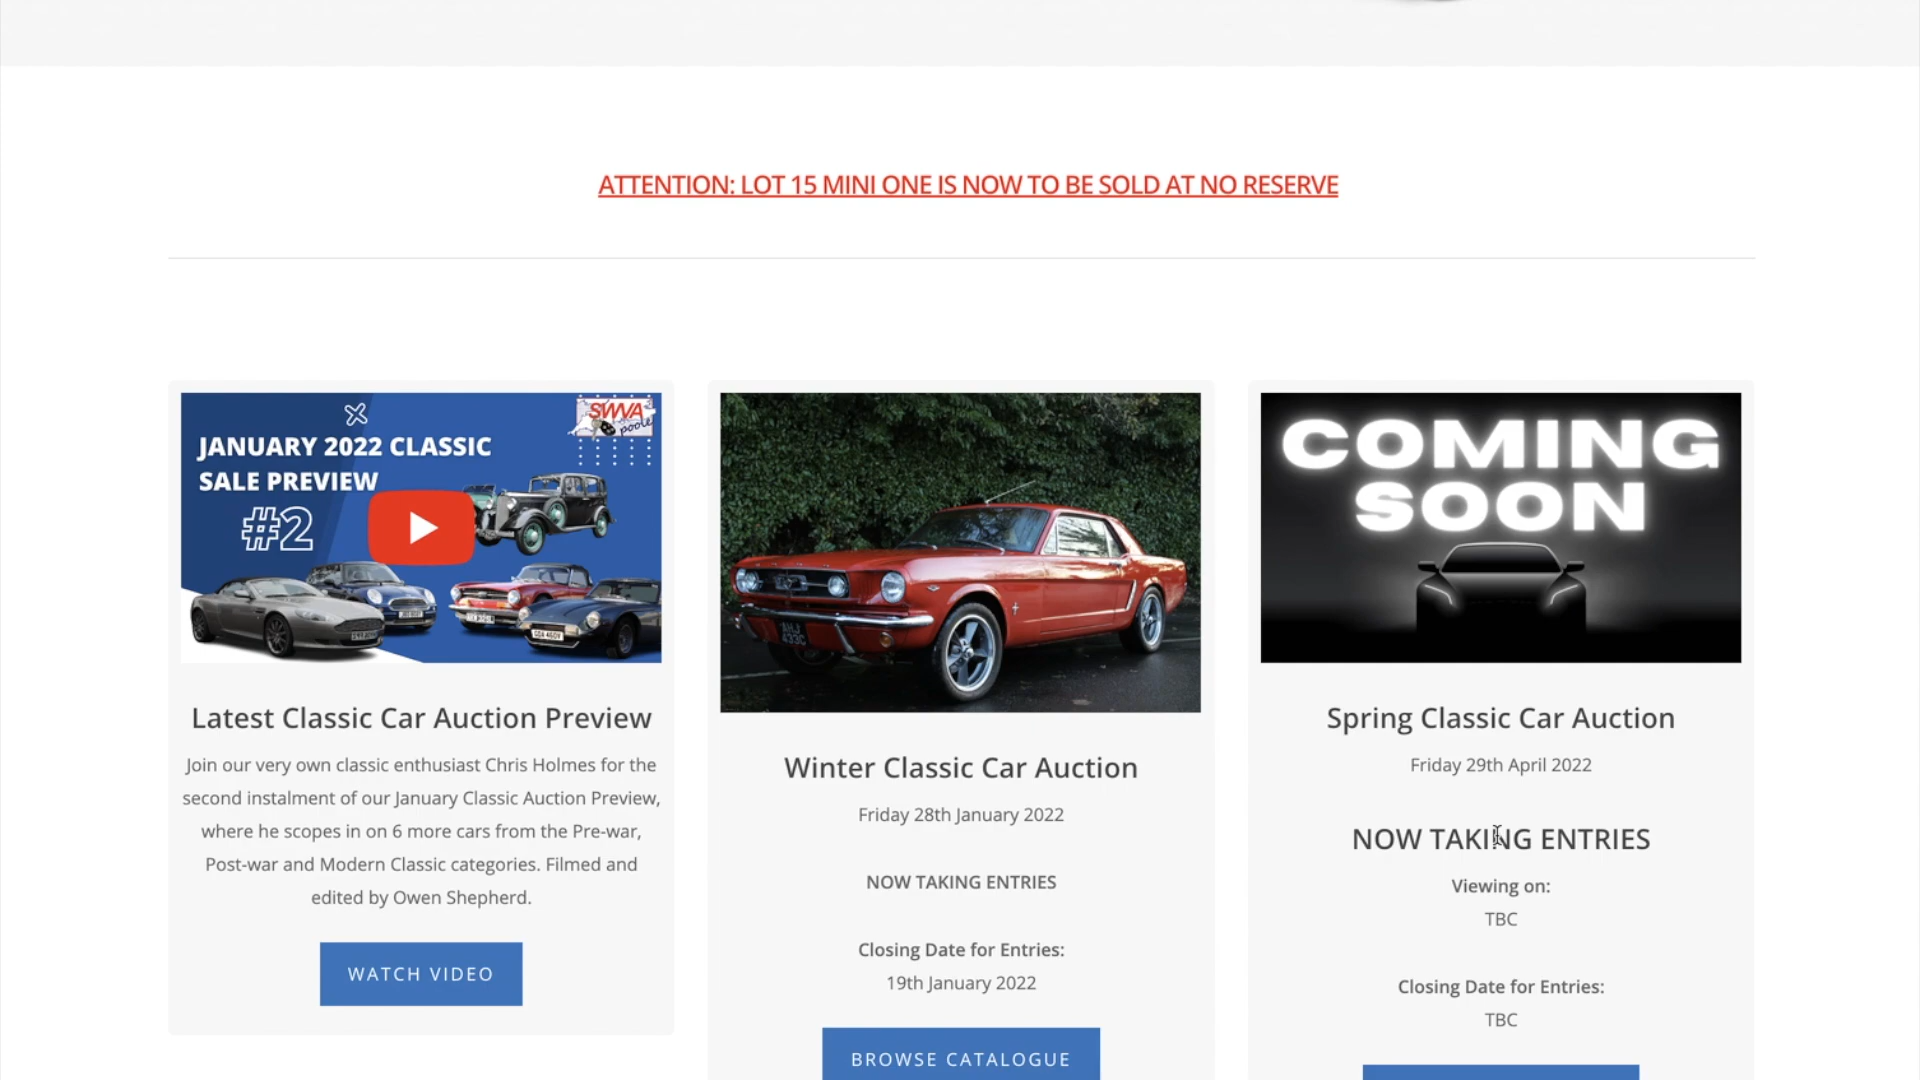 ATTENTION: LOT 15 MINI ONE IS NOW TO BE SOLD AT NO RESERVE
JANUARY 2022 CLASSIC
SALE PREVIEW
#2
SWVA
poole
Latest Classic Car Auction Preview
Join our very own classic enthusiast Chris Holmes for the
second instalment of our January Classic Auction Preview,
where he scopes in on 6 more cars from the Pre-war,
Post-war and Modern Classic categories. Filmed and
edited by Owen Shepherd.
WATCH VIDEO
Winter Classic Car Auction
Friday 28th January 2022
NOW TAKING ENTRIES
Closing Date for Entries:
19th January 2022
BROWSE CATALOGUE
COMING
SOON
Spring Classic Car Auction
Friday 29th April 2022
NOW TAKING ENTRIES
Viewing on:
TBC
Closing Date for Entries:
TBC